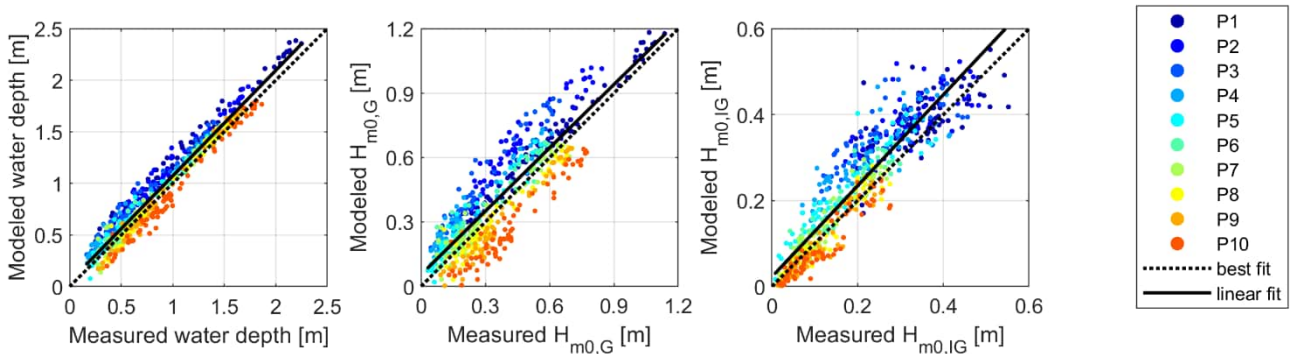 Modeled water depth [m]
2.5
2
1.5
1
0.5
0
0 0.5 1 1.5 2 2.5
Measured water depth [m]
Modeled H_m0,G [m]
1.2
0.9
0.6
0.3
0
0 0.3 0.6 0.9 1.2
Measured H_m0,G [m]
Modeled H_m0,IG [m]
0.6
0.4
0.2
0
0 0.2 0.4 0.6
Measured H_m0,IG [m]
P1
P2
P3
P4
P5
P6
P7
P8
P9
P10
best fit
linear fit